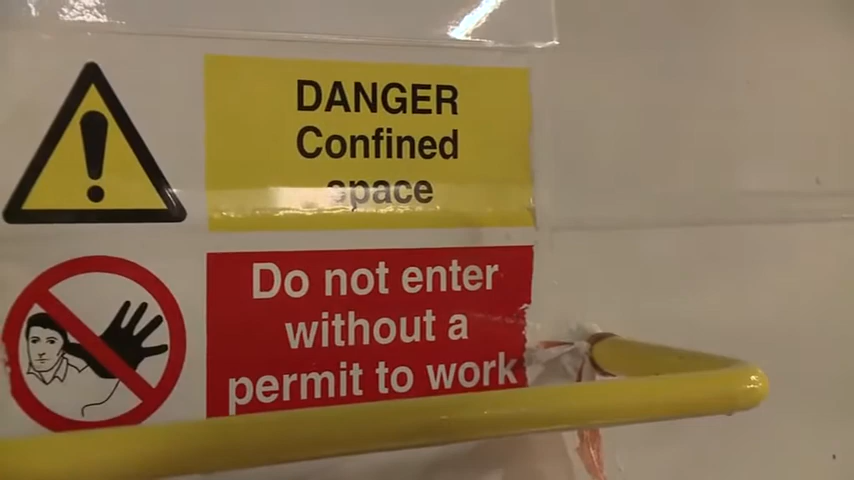 DANGER
Confined
space
Do not enter
without a
permit to work